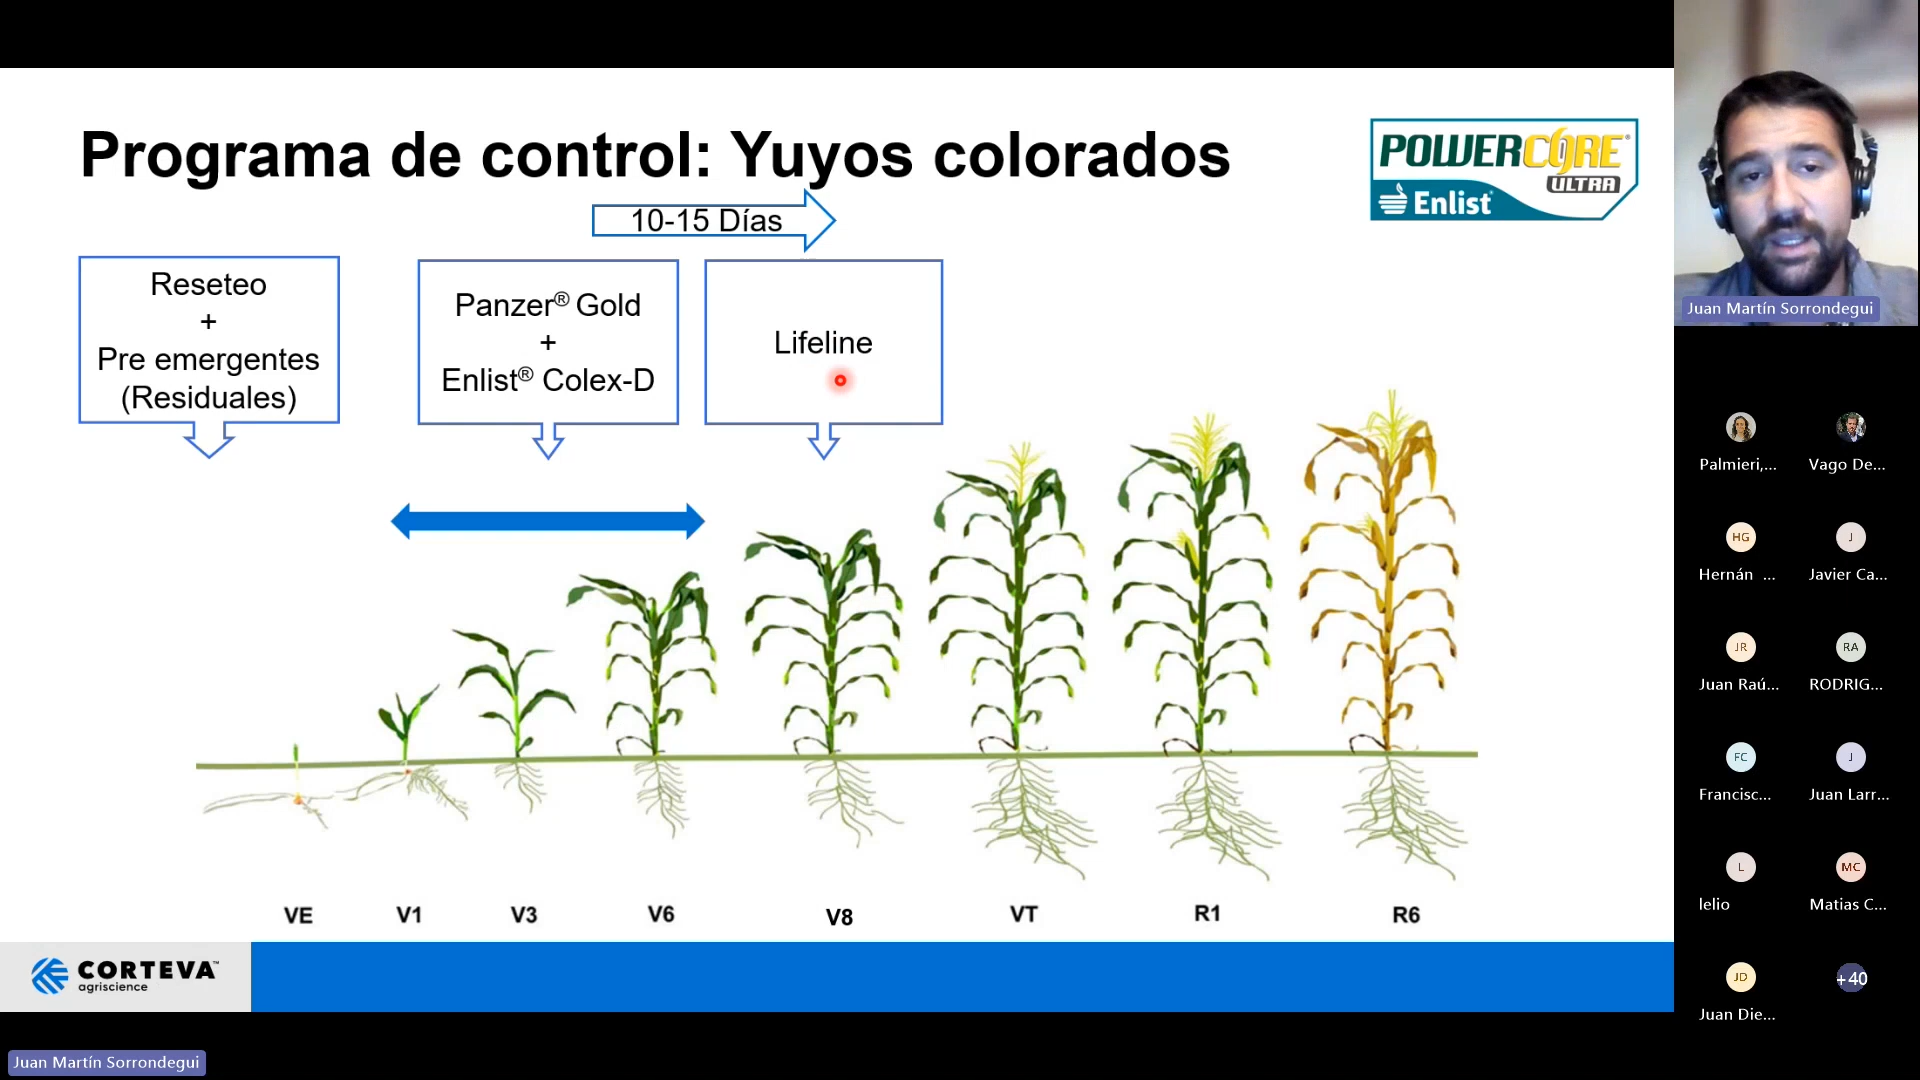 Programa de control: Yuyos colorados
POWERCORE®
ULTRA
Enlist
10-15 Días
Reseteo
+
Pre emergentes
(Residuales)
Panzer® Gold
+
Enlist® Colex-D
Lifeline
VE
V1
V3
V6
V8
VT
R1
R6
CORTEVA™
agriscience
Juan Martín Sorrondegui
Juan Martín Sorrondegui
Palmieri,...
Vago De...
HG
J
Hernán ...
Javier Ca...
JR
RA
Juan Raú...
RODRIG...
FC
J
Francisc...
Juan Larr...
L
MC
lelio
Matias C...
JD
+40
Juan Die...